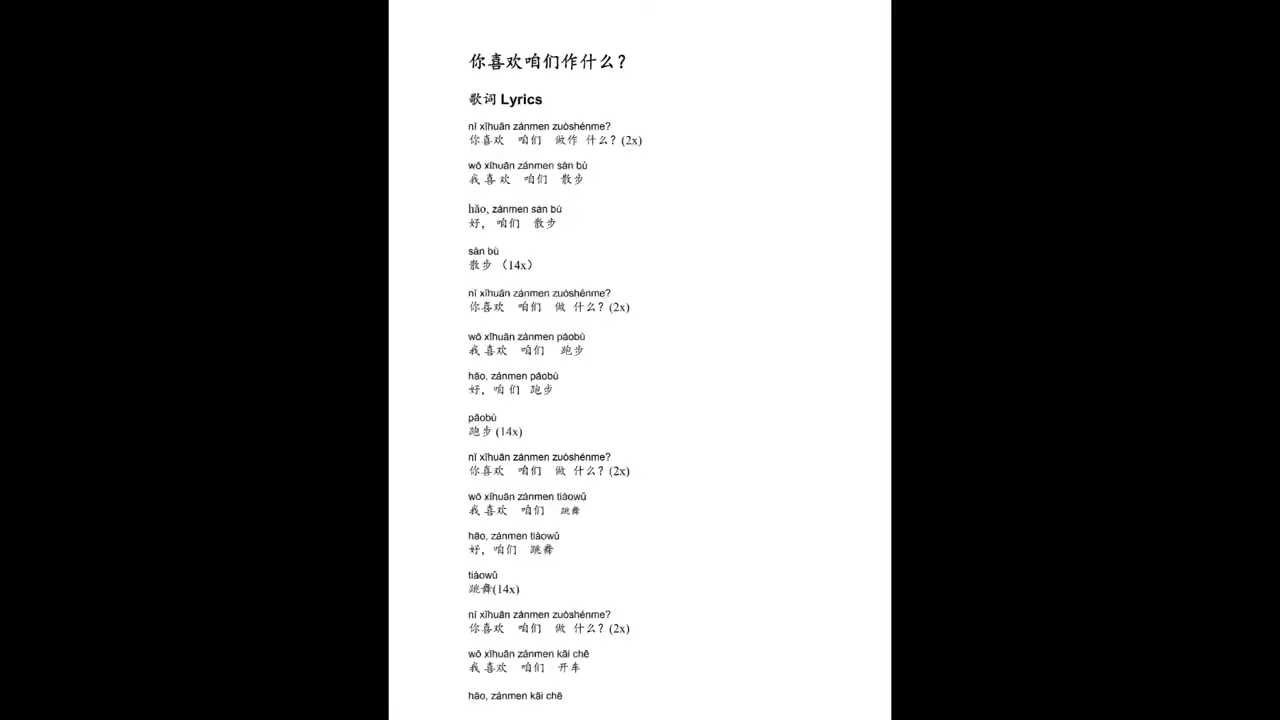 你喜欢咱们作什么?
歌词 Lyrics
nǐ xǐhuān zánmen zuòshénme?
你喜欢 咱们 做作 什么? (2x)
wǒ xǐhuān zánmen sàn bù
我喜欢 咱们 散步
hǎo, zánmen sàn bù
好, 咱们 散步
sàn bù
散步 （14x）
nǐ xǐhuān zánmen zuòshénme?
你喜欢 咱们 做 什么? (2x)
wǒ xǐhuān zánmen pǎobù
我喜欢 咱们 跑步
hǎo, zánmen pǎobù
好, 咱们 跑步
pǎobù
跑步 (14x)
nǐ xǐhuān zánmen zuòshénme?
你喜欢 咱们 做 什么? (2x)
wǒ xǐhuān zánmen tiàowǔ
我喜欢 咱们 跳舞
hǎo, zánmen tiàowǔ
好, 咱们 跳舞
tiàowǔ
跳舞(14x)
nǐ xǐhuān zánmen zuòshénme?
你喜欢 咱们 做 什么? (2x)
wǒ xǐhuān zánmen kāi chē
我喜欢 咱们 开车
hǎo, zánmen kāi chē